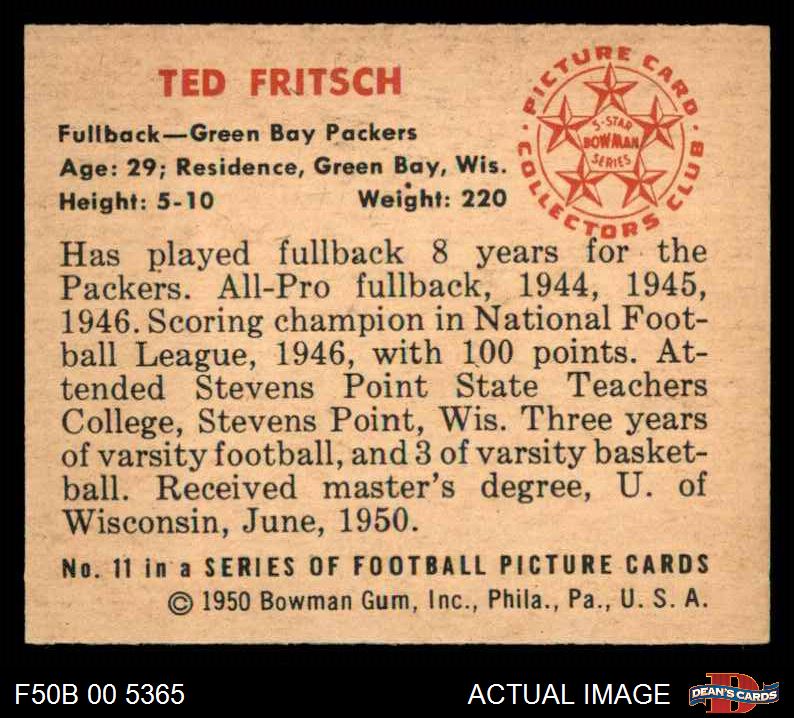 TED FRITSCH
Fullback—Green Bay Packers
Age: 29; Residence, Green Bay, Wis.
Height: 5-10 Weight: 220
PICTURE CARD
COLLECTORS CLUB
5-STAR
BOWMAN
SERIES
Has played fullback 8 years for the
Packers. All-Pro fullback, 1944, 1945,
1946. Scoring champion in National Foot-
ball League, 1946, with 100 points. At-
tended Stevens Point State Teachers
College, Stevens Point, Wis. Three years
of varsity football, and 3 of varsity basket-
ball. Received master's degree, U. of
Wisconsin, June, 1950.
No. 11 in a SERIES OF FOOTBALL PICTURE CARDS
© 1950 Bowman Gum, Inc., Phila., Pa., U. S. A.
F50B 00 5365 ACTUAL IMAGE
D
DEAN'S CARDS